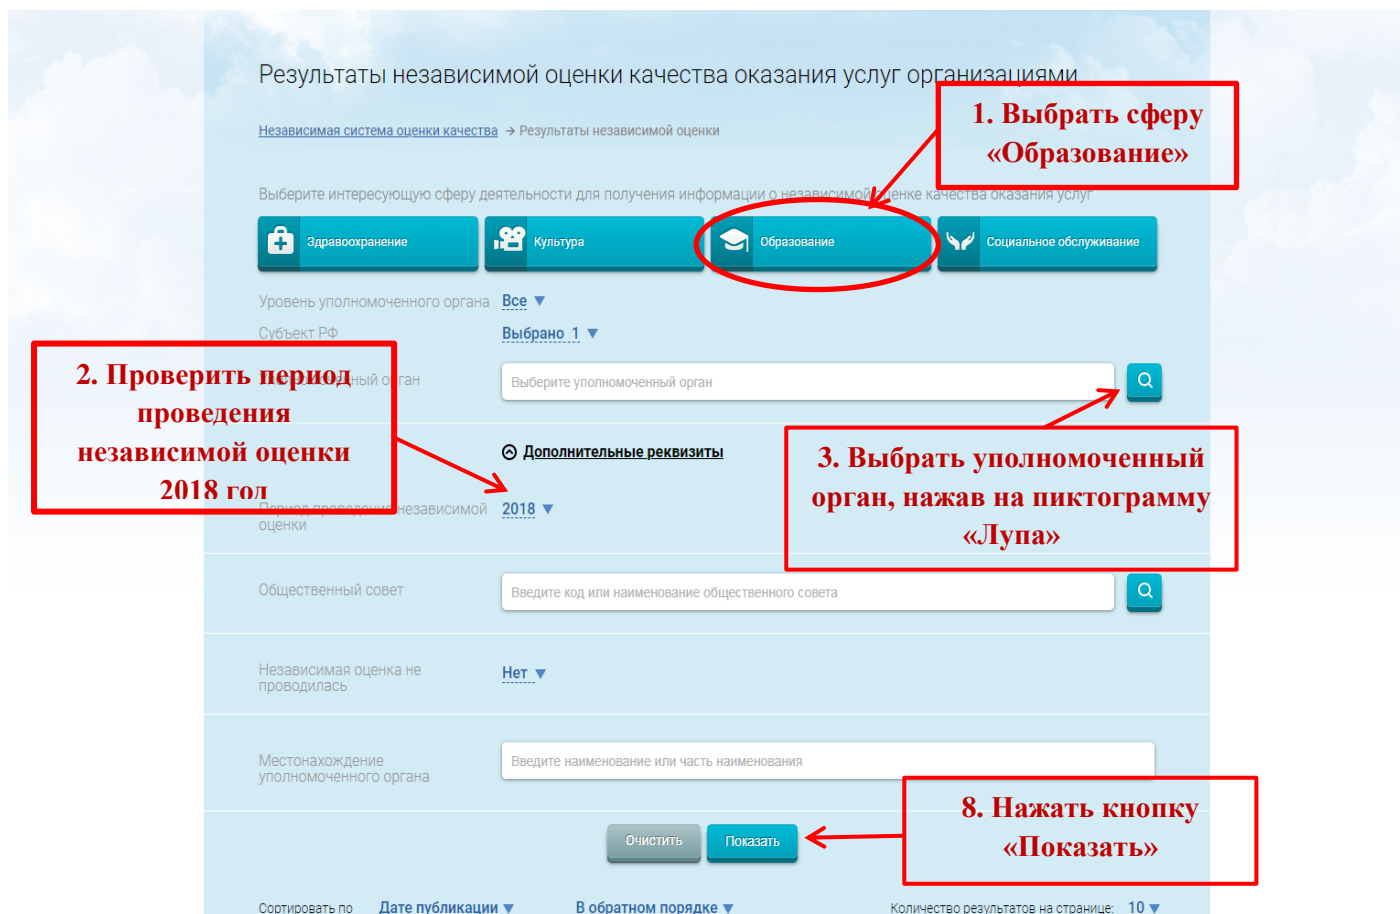 Результаты независимой оценки качества оказания услуг организациями
1. Выбрать сферу
«Образование»
Независимая система оценки качества → Результаты независимой оценки
Выберите интересующую сферу деятельности для получения информации о независимой оценке качества оказания услуг
Здравоохранение
Культура
Образование
Социальное обслуживание
Уровень уполномоченного органа Все ▼
Субъект РФ Выбрано 1 ▼
2. Проверить период
проведения
независимой оценки
2018 год
Уполномоченный орган Выберите уполномоченный орган
Дополнительные реквизиты
3. Выбрать уполномоченный
орган, нажав на пиктограмму
«Лупа»
Период проведения независимой
оценки
2018 ▼
Общественный совет Введите код или наименование общественного совета
Независимая оценка не
проводилась
Нет ▼
Местонахождение
уполномоченного органа
Введите наименование или часть наименования
8. Нажать кнопку
«Показать»
Очистить Показать
Сортировать по Дате публикации ▼ В обратном порядке ▼ Количество результатов на странице: 10 ▼